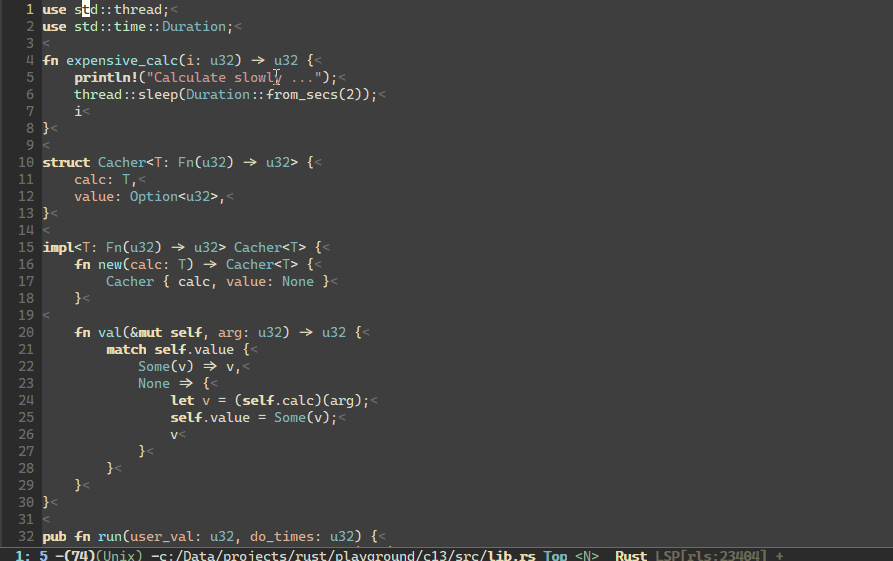 1 use std::thread;<
2 use std::time::Duration;<
3 <
4 fn expensive_calc(i: u32) → u32 {<
5     println!("Calculate slowly ...");<
6     thread::sleep(Duration::from_secs(2));<
7     i<
8 }<
9 <
10 struct Cacher<T: Fn(u32) → u32> {<
11     calc: T,<
12     value: Option<u32>,<
13 }<
14 <
15 impl<T: Fn(u32) → u32> Cacher<T> {<
16     fn new(calc: T) → Cacher<T> {<
17         Cacher { calc, value: None }<
18     }<
19 <
20     fn val(&mut self, arg: u32) → u32 {<
21         match self.value {<
22             Some(v) ⇒ v,<
23             None ⇒ {<
24                 let v = (self.calc)(arg);<
25                 self.value = Some(v);<
26                 v<
27             }<
28         }<
29     }<
30 }<
31 <
32 pub fn run(user_val: u32, do_times: u32) {<
1: 5 -(74)(Unix) -c:/Data/projects/rust/playground/c13/src/lib.rs Top <N> Rust LSP[rls:23404] +